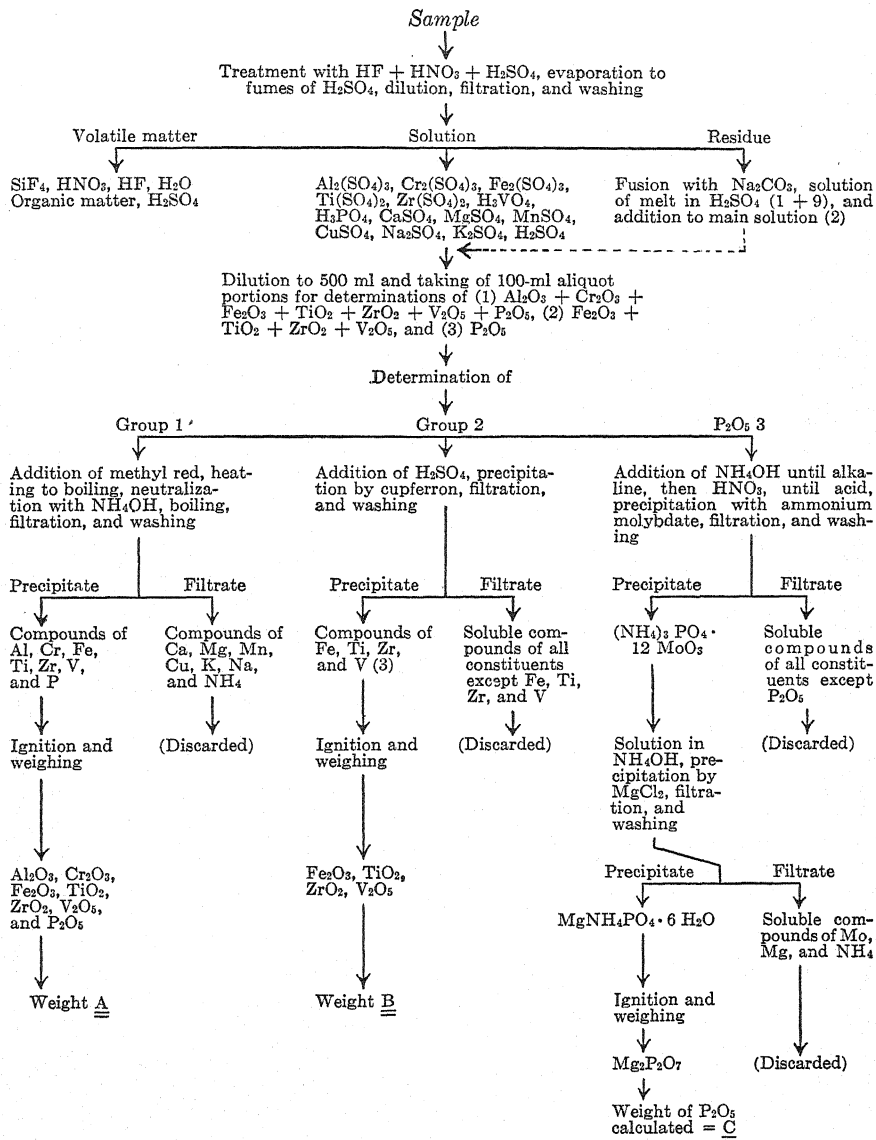 Sample
Treatment with HF + HNO₃ + H₂SO₄, evaporation to
fumes of H₂SO₄, dilution, filtration, and washing
Volatile matter
SiF₄, HNO₃, HF, H₂O
Organic matter, H₂SO₄
Solution
Al₂(SO₄)₃, Cr₂(SO₄)₃, Fe₂(SO₄)₃,
Ti(SO₄)₂, Zr(SO₄)₂, H₃VO₄,
H₃PO₄, CaSO₄, MgSO₄, MnSO₄,
CuSO₄, Na₂SO₄, K₂SO₄, H₂SO₄
Residue
Fusion with Na₂CO₃, solution
of melt in H₂SO₄ (1 + 9), and
addition to main solution (2)
Dilution to 500 ml and taking of 100-ml aliquot
portions for determinations of (1) Al₂O₃ + Cr₂O₃ +
Fe₂O₃ + TiO₂ + ZrO₂ + V₂O₅ + P₂O₅, (2) Fe₂O₃ +
TiO₂ + ZrO₂ + V₂O₅, and (3) P₂O₅
Determination of
Group 1
Addition of methyl red, heat-
ing to boiling, neutraliza-
tion with NH₄OH, boiling,
filtration, and washing
Precipitate
Compounds of
Al, Cr, Fe,
Ti, Zr, V,
and P
Ignition and
weighing
Al₂O₃, Cr₂O₃,
Fe₂O₃, TiO₂,
ZrO₂, V₂O₅,
and P₂O₅
Weight A
Filtrate
Compounds of
Ca, Mg, Mn,
Cu, K, Na,
and NH₄
(Discarded)
Group 2
Addition of H₂SO₄, precipita-
tion by cupferron, filtration,
and washing
Precipitate
Compounds of
Fe, Ti, Zr,
and V (3)
Ignition and
weighing
Fe₂O₃, TiO₂,
ZrO₂, V₂O₅
Weight B
Filtrate
Soluble com-
pounds of all
constituents
except Fe, Ti,
Zr, and V
(Discarded)
P₂O₅ 3
Addition of NH₄OH until alka-
line, then HNO₃, until acid,
precipitation with ammonium
molybdate, filtration, and wash-
ing
Precipitate
(NH₄)₃ PO₄·
12 MoO₃
Solution in
NH₄OH, pre-
cipitation by
MgCl₂, filtra-
tion, and
washing
Filtrate
Soluble
compounds
of all constit-
uents except
P₂O₅
(Discarded)
Precipitate
MgNH₄PO₄·6 H₂O
Ignition and
weighing
Mg₂P₂O₇
Weight of P₂O₅
calculated = C
Filtrate
Soluble com-
pounds of Mo,
Mg, and NH₄
(Discarded)